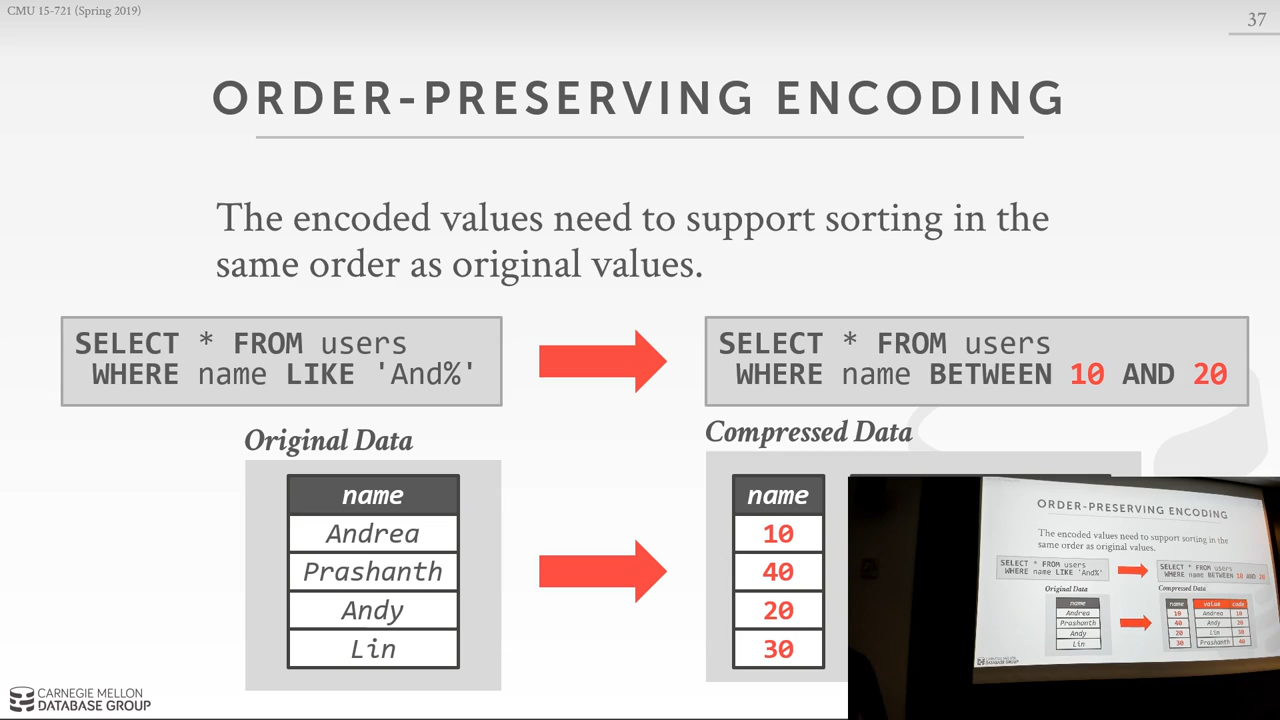 CMU 15-721 (Spring 2019)
37
ORDER-PRESERVING ENCODING
The encoded values need to support sorting in the
same order as original values.
SELECT * FROM users
WHERE name LIKE 'And%'
SELECT * FROM users
WHERE name BETWEEN 10 AND 20
Original Data
name
Andrea
Prashanth
Andy
Lin
Compressed Data
name
10
40
20
30
CARNEGIE MELLON
DATABASE GROUP
ORDER-PRESERVING ENCODING
The encoded values need to support sorting in the
same order as original values.
SELECT * FROM users
WHERE name LIKE 'And%'
SELECT * FROM users
WHERE name BETWEEN 10 AND 20
Original Data
name
Andrea
Prashanth
Andy
Lin
Compressed Data
name value code
10 Andrea 10
40 Andy 20
20 Lin 30
30 Prashanth 40
CARNEGIE MELLON
DATABASE GROUP